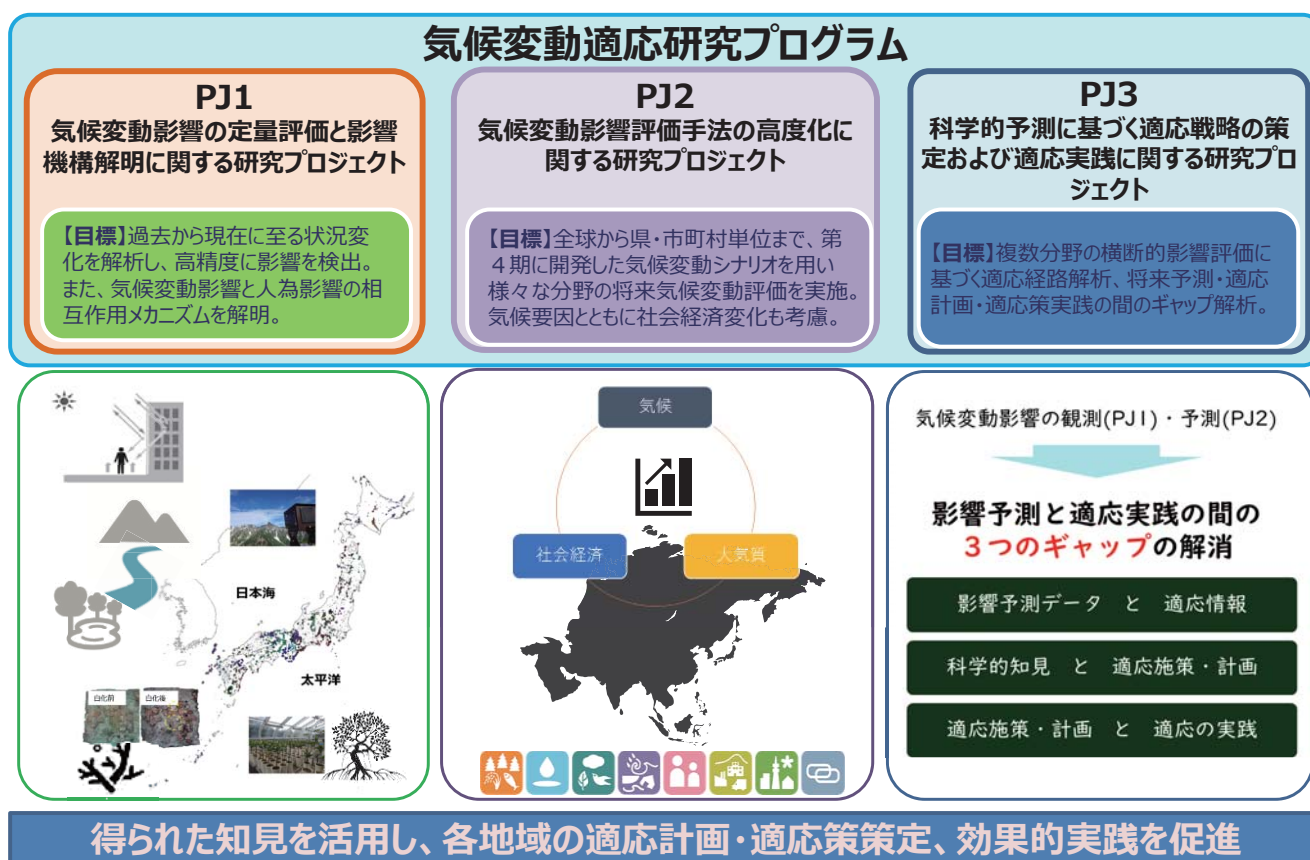 気候変動適応研究プログラム
PJ1
気候変動影響の定量評価と影響
機構解明に関する研究プロジェクト
【目標】過去から現在に至る状況変
化を解析し、高精度に影響を検出。
また、気候変動影響と人為影響の相
互作用メカニズムを解明。
PJ2
気候変動影響評価手法の高度化に
関する研究プロジェクト
【目標】全球から県・市町村単位まで、第
４期に開発した気候変動シナリオを用い
様々な分野の将来気候変動評価を実施。
気候要因とともに社会経済変化も考慮。
PJ3
科学的予測に基づく適応戦略の策
定および適応実践に関する研究プロ
ジェクト
【目標】複数分野の横断的影響評価に
基づく適応経路解析、将来予測・適応
計画・適応策実践の間のギャップ解析。
日本海
太平洋
白化前
白化後
気候
社会経済
大気質
気候変動影響の観測(PJ1)・予測(PJ2)
影響予測と適応実践の間の
３つのギャップの解消
影響予測データ と 適応情報
科学的知見 と 適応施策・計画
適応施策・計画 と 適応の実践
得られた知見を活用し、各地域の適応計画・適応策策定、効果的実践を促進